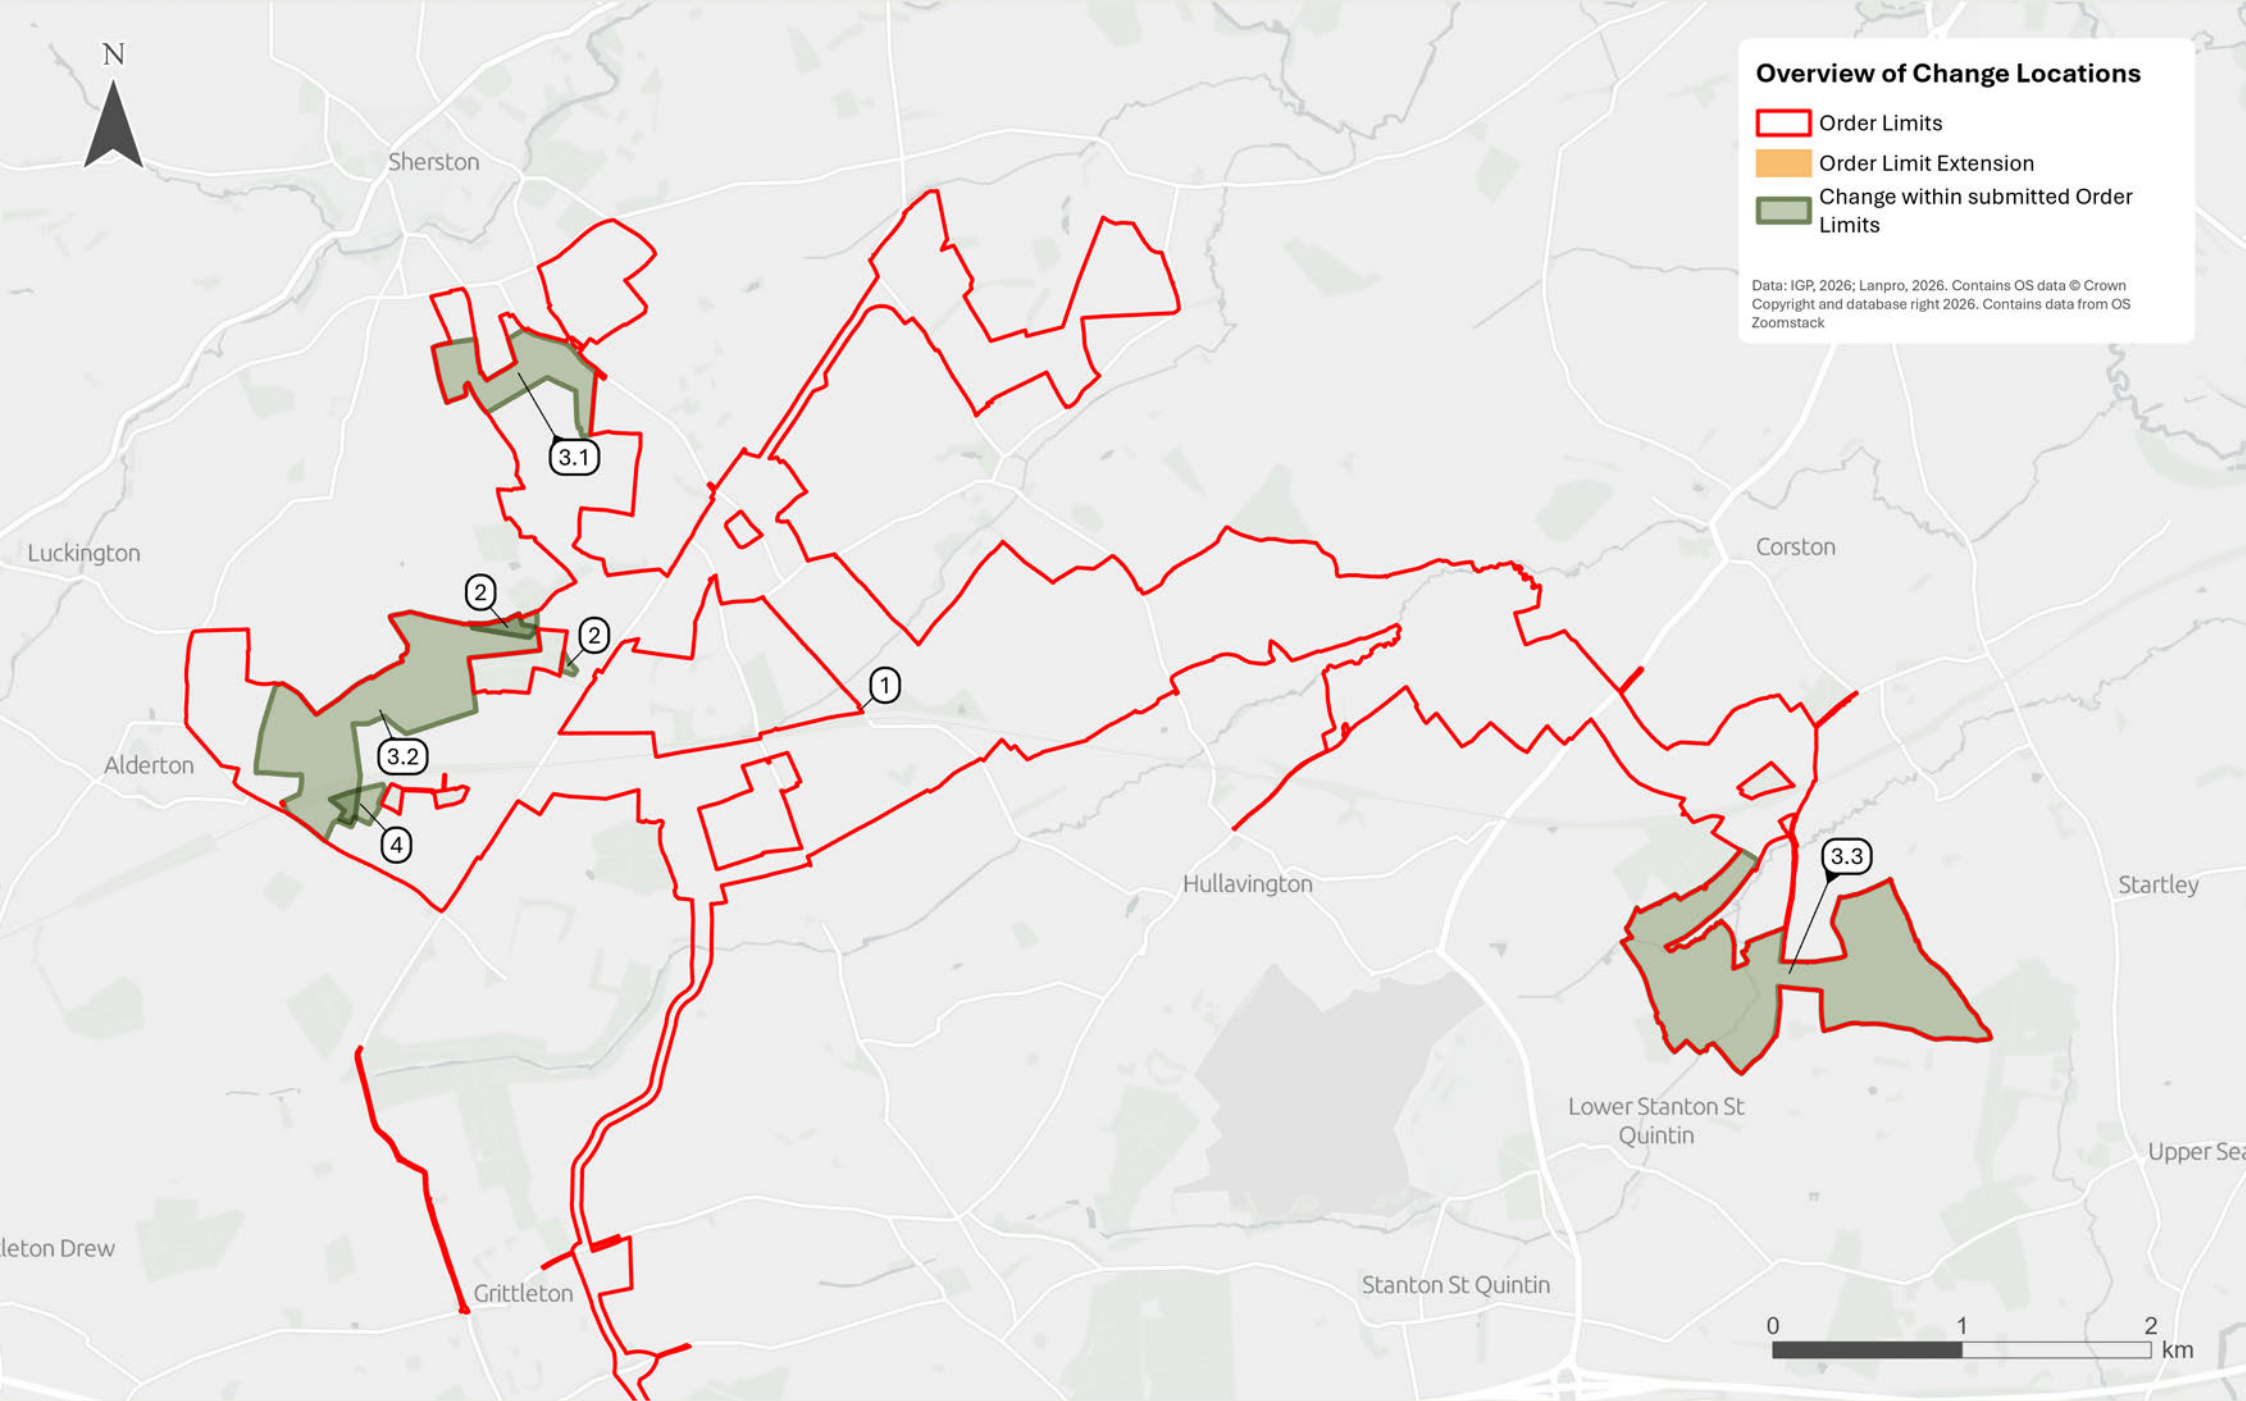 N
Overview of Change Locations
Order Limits
Order Limit Extension
Change within submitted Order
Limits
Data: IGP, 2026; Lanpro, 2026. Contains OS data © Crown
Copyright and database right 2026. Contains data from OS
Zoomstack
Sherston
3.1
Luckington
Corston
2
2
1
3.2
Alderton
4
3.3
Hullavington
Startley
Lower Stanton St
Quintin
Upper Sea
leton Drew
Grittleton
Stanton St Quintin
0 1 2
km